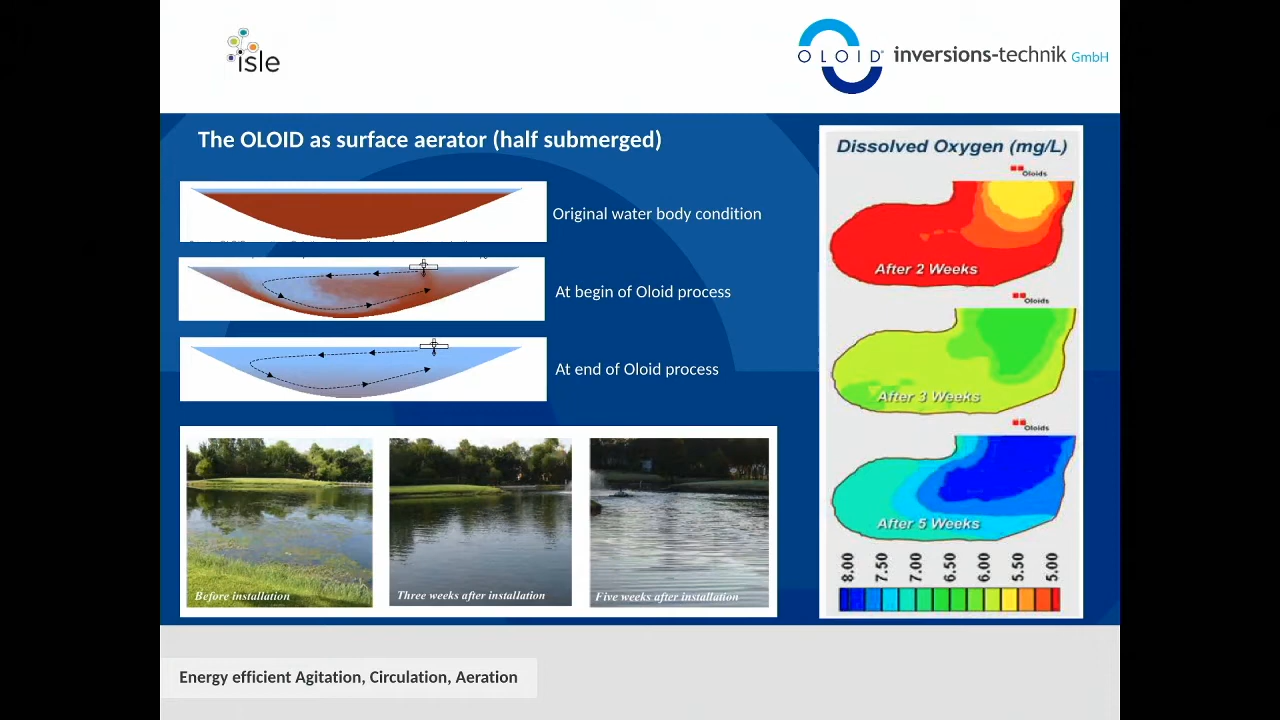 isle
OLOID
inversions-technik GmbH
The OLOID as surface aerator (half submerged)
Original water body condition
At begin of Oloid process
At end of Oloid process
Before installation
Three weeks after installation
Five weeks after installation
Dissolved Oxygen (mg/L)
Oloids
After 2 Weeks
Oloids
After 3 Weeks
Oloids
After 5 Weeks
8.00 7.50 7.00 6.50 6.00 5.50 5.00
Energy efficient Agitation, Circulation, Aeration